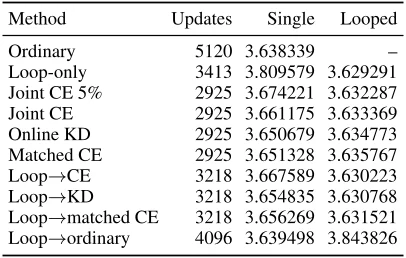 Method Updates Single Looped
Ordinary 5120 3.638339 –
Loop-only 3413 3.809579 3.629291
Joint CE 5% 2925 3.674221 3.632287
Joint CE 2925 3.661175 3.633369
Online KD 2925 3.650679 3.634773
Matched CE 2925 3.651328 3.635767
Loop→CE 3218 3.667589 3.630223
Loop→KD 3218 3.654835 3.630768
Loop→matched CE 3218 3.656269 3.631521
Loop→ordinary 4096 3.639498 3.843826